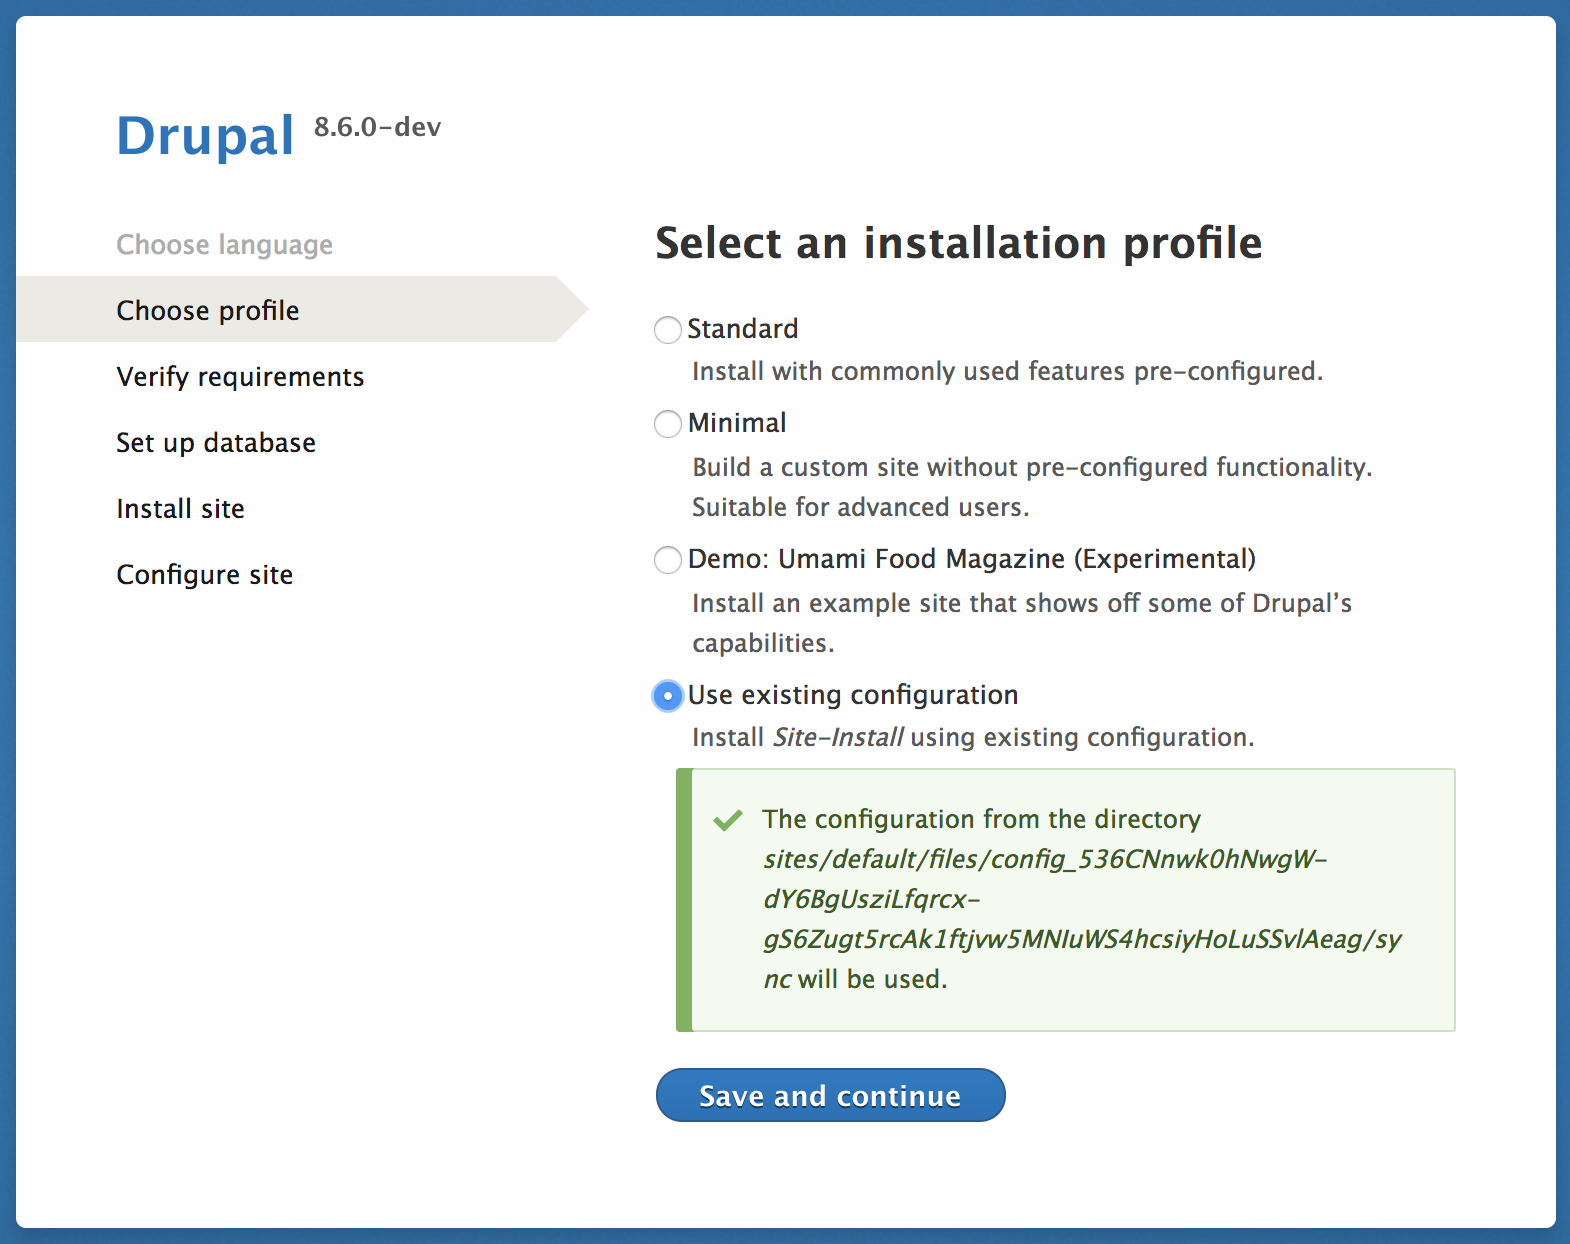 Drupal 8.6.0-dev
Choose language
Choose profile
Verify requirements
Set up database
Install site
Configure site
Select an installation profile
Standard
Install with commonly used features pre-configured.
Minimal
Build a custom site without pre-configured functionality.
Suitable for advanced users.
Demo: Umami Food Magazine (Experimental)
Install an example site that shows off some of Drupal’s
capabilities.
Use existing configuration
Install Site-Install using existing configuration.
The configuration from the directory
sites/default/files/config_536CNnwk0hNwgW-
dY6BgUsziLfqrcx-
gS6Zugt5rcAk1ftjvw5MNIuWS4hcsiyHoLuSSvlAeag/sy
nc will be used.
Save and continue